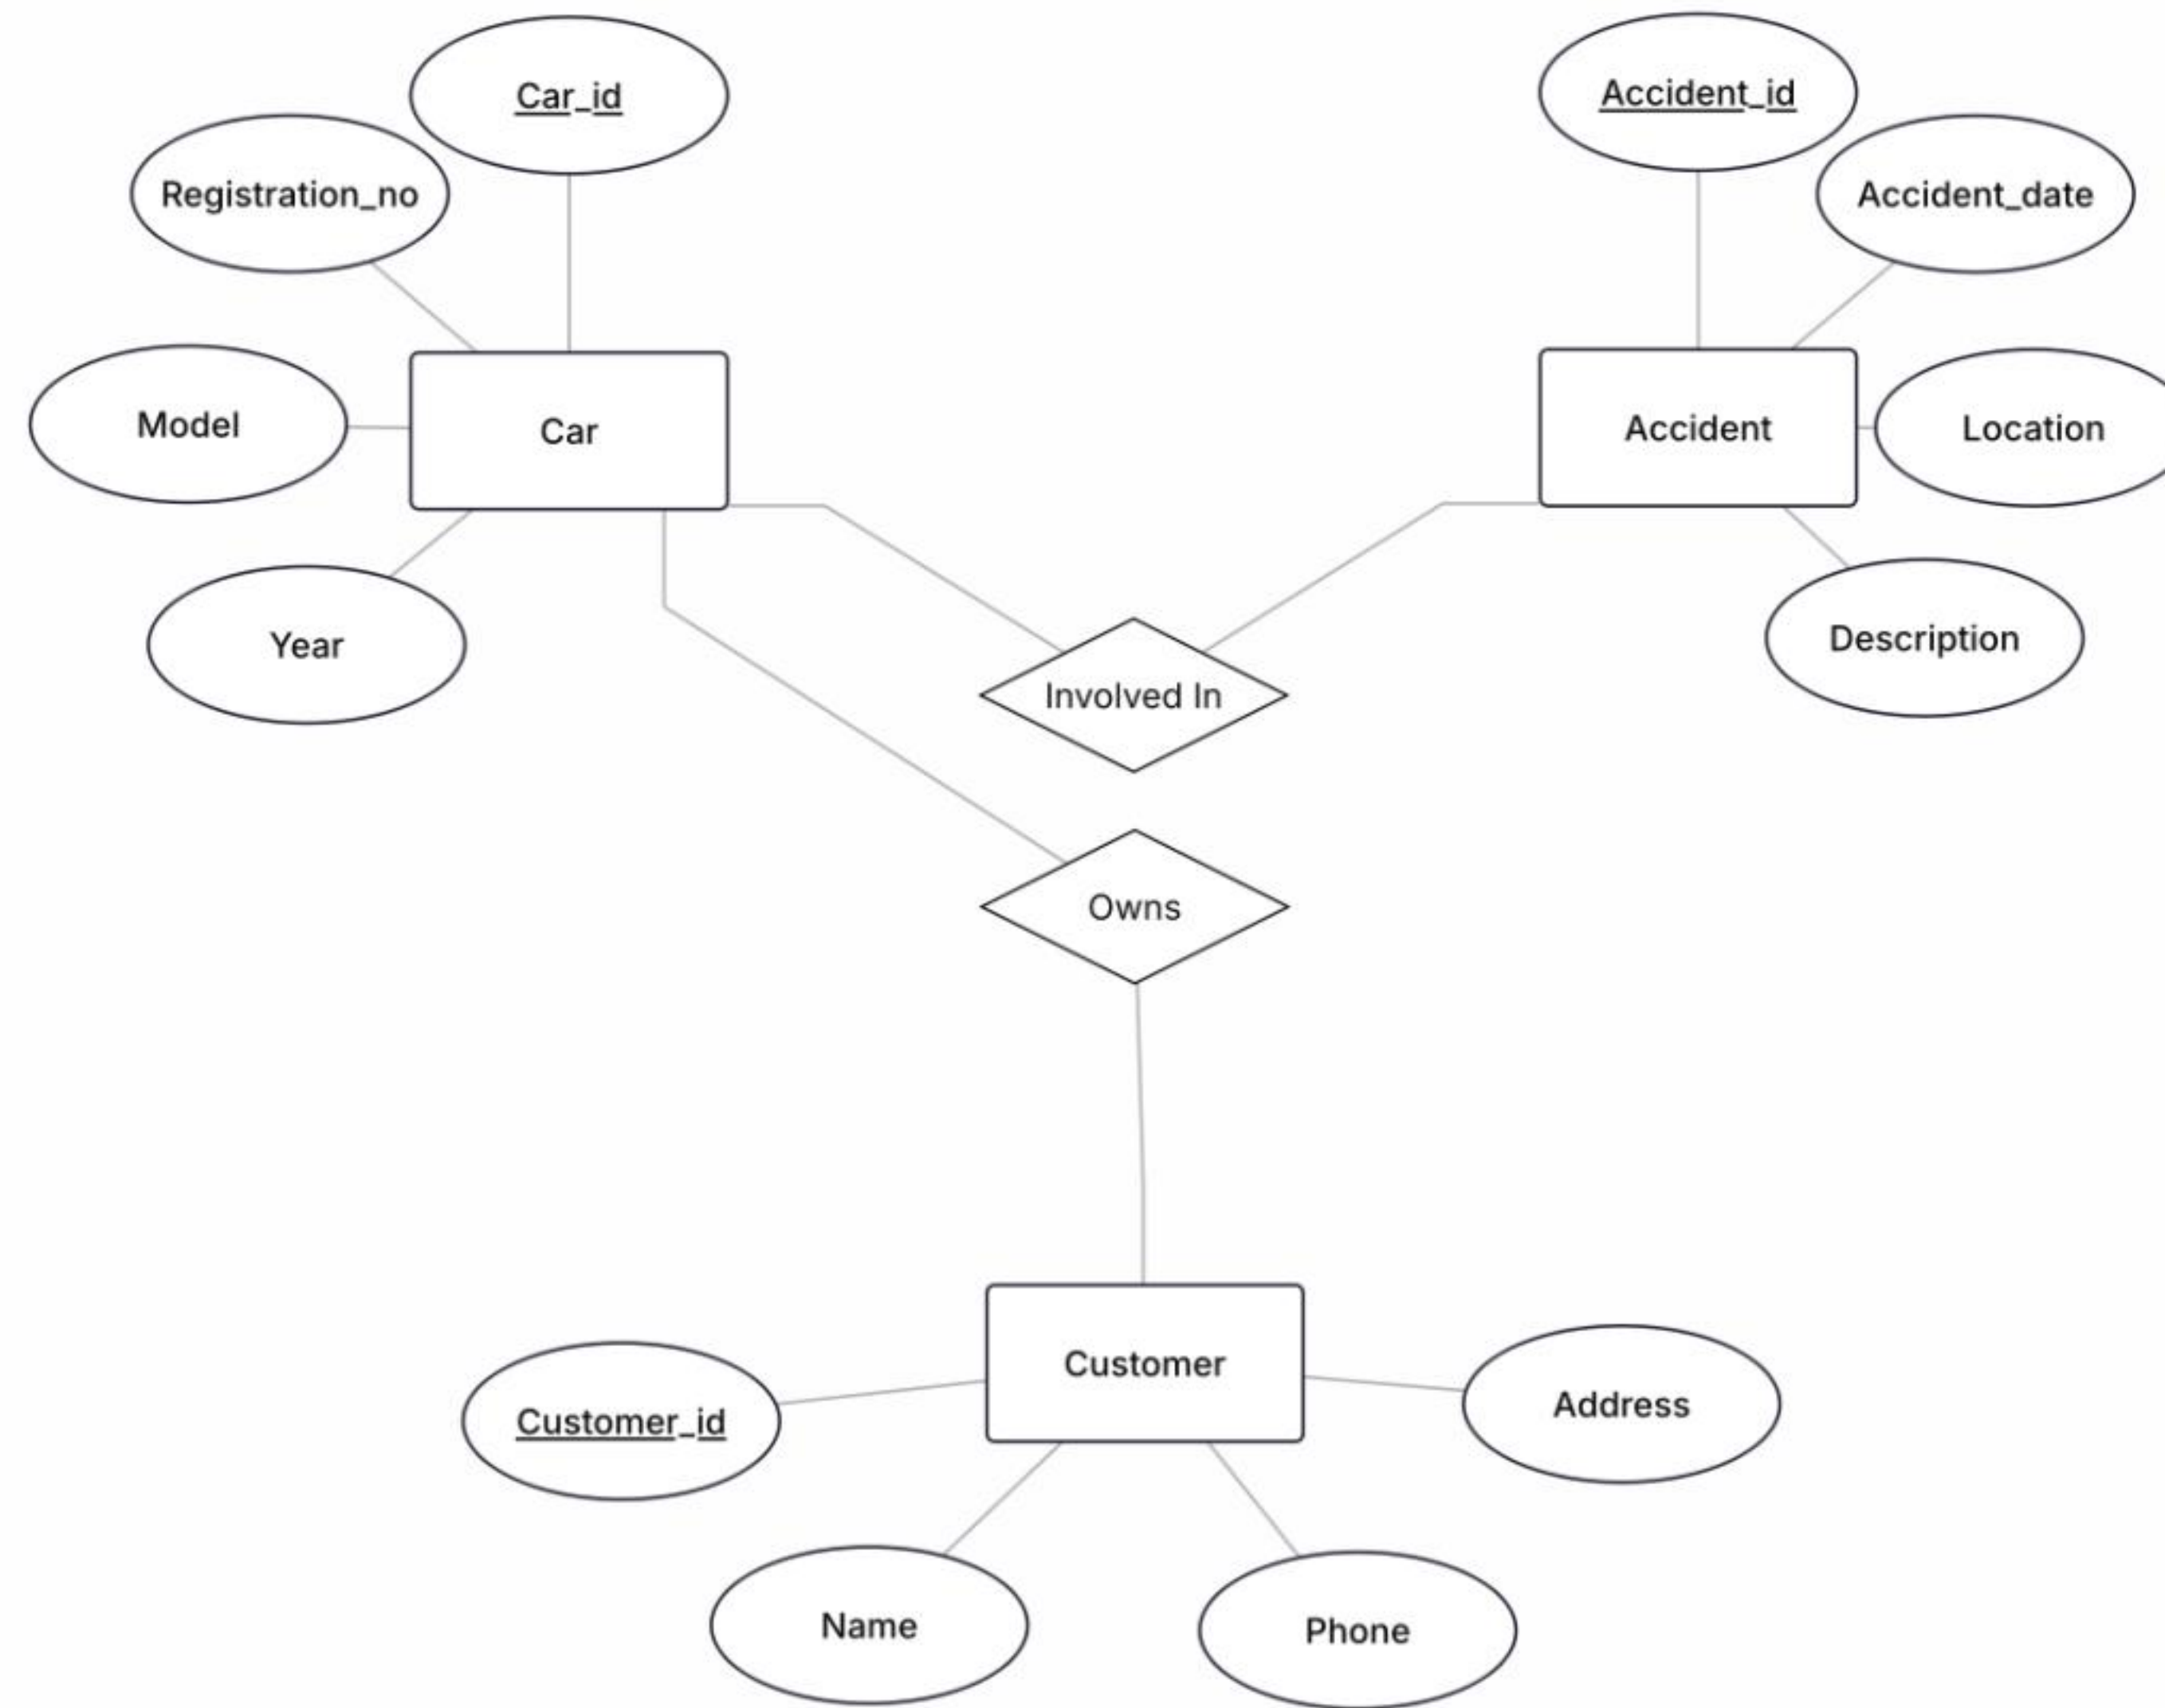 Car_id
Accident_id
Registration_no
Accident_date
Model
Car
Accident
Location
Year
Description
Involved In
Owns
Customer
Customer_id
Address
Name
Phone